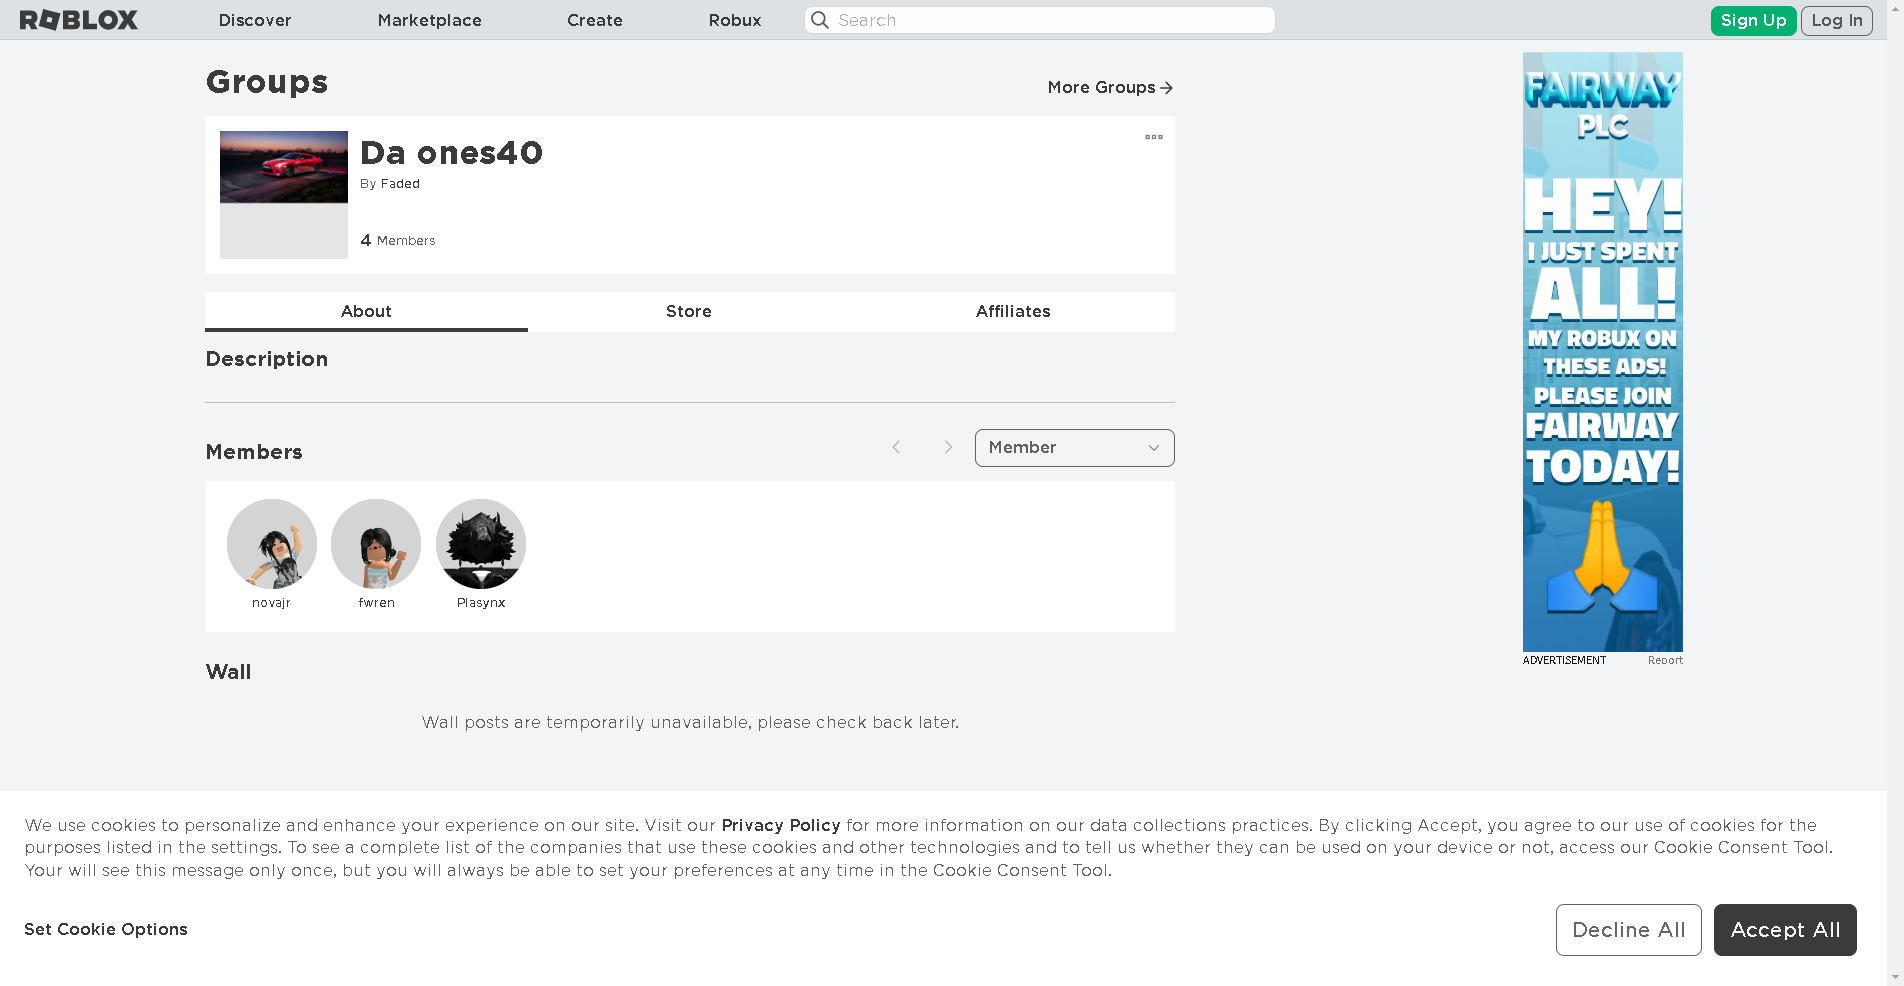 ROBLOX
Discover
Marketplace
Create
Robux
Search
Sign Up
Log In
Groups
More Groups
Da ones40
By Faded
4 Members
About
Store
Affiliates
Description
Members
Member
novajr
fwren
Plasynx
Wall
Wall posts are temporarily unavailable, please check back later.
FAIRWAY
PLC
HEY!
I JUST SPENT
ALL!
MY ROBUX ON
THESE ADS!
PLEASE JOIN
FAIRWAY
TODAY!
ADVERTISEMENT
Report
We use cookies to personalize and enhance your experience on our site. Visit our Privacy Policy for more information on our data collections practices. By clicking Accept, you agree to our use of cookies for the
purposes listed in the settings. To see a complete list of the companies that use these cookies and other technologies and to tell us whether they can be used on your device or not, access our Cookie Consent Tool.
Your will see this message only once, but you will always be able to set your preferences at any time in the Cookie Consent Tool.
Set Cookie Options
Decline All
Accept All